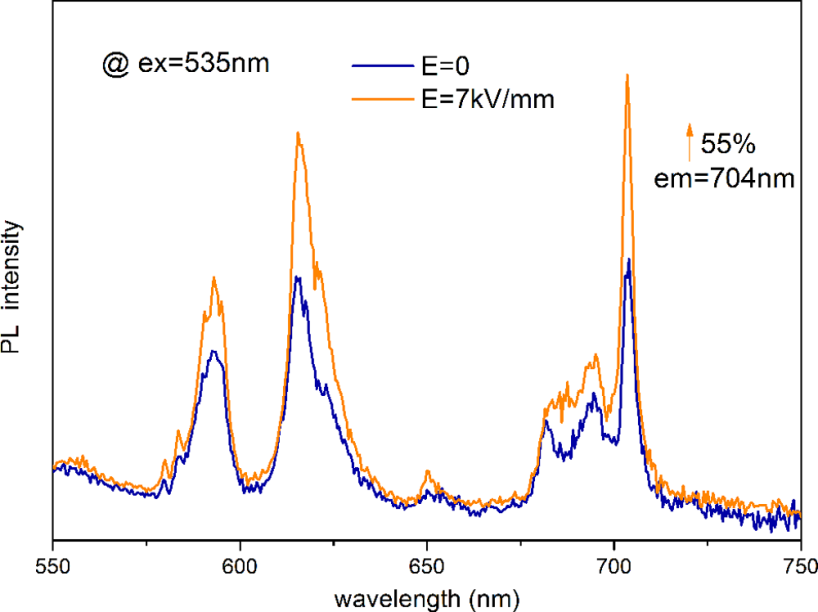 @ ex=535nm
E=0
E=7kV/mm
55%
em=704nm
PL intensity
550
600
650
700
750
wavelength (nm)